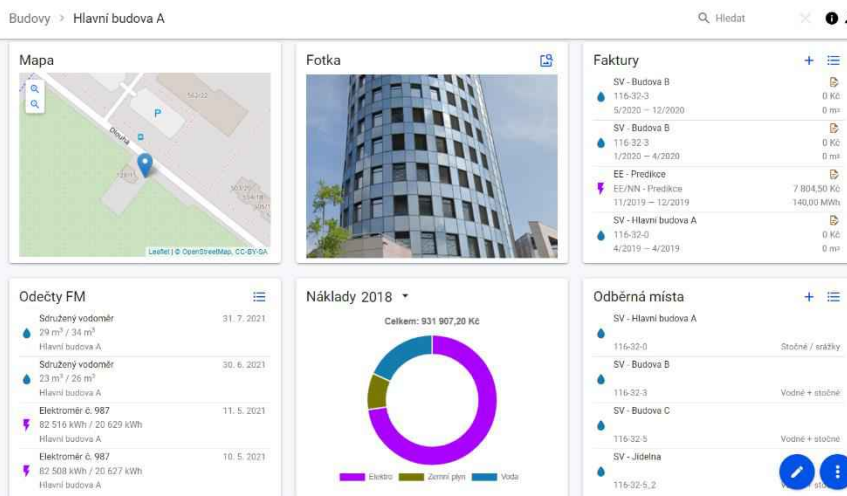 Budovy > Hlavní budova A
Hledat
Mapa
P
Dlouhá
Leaflet | © OpenStreetMap, CC-BY-SA
Fotka
Faktury
SV - Budova B
116-32-3 0 Kč
5/2020 – 12/2020 0 m³
SV - Budova B
116-32-3 0 Kč
1/2020 – 4/2020 0 m³
EE - Predikce
EE/NN - Predikce 7 804,50 Kč
11/2019 – 12/2019 140,00 MWh
SV - Hlavní budova A
116-32-0 0 Kč
4/2019 – 4/2019 0 m³
Odečty FM
Sdružený vodoměr 31. 7. 2021
29 m³ / 34 m³
Hlavní budova A
Sdružený vodoměr 30. 6. 2021
23 m³ / 26 m³
Hlavní budova A
Elektroměr č. 987 11. 5. 2021
82 516 kWh / 20 629 kWh
Hlavní budova A
Elektroměr č. 987 10. 5. 2021
82 508 kWh / 20 627 kWh
Hlavní budova A
Náklady 2018
Celkem: 931 907,20 Kč
Elektro Zemní plyn Voda
Odběrná místa
SV - Hlavní budova A
116-32-0 Stočné / srážky
SV - Budova B
116-32-3 Vodné + stočné
SV - Budova C
116-32-5 Vodné + stočné
SV - Jídelna
116-32-5_2